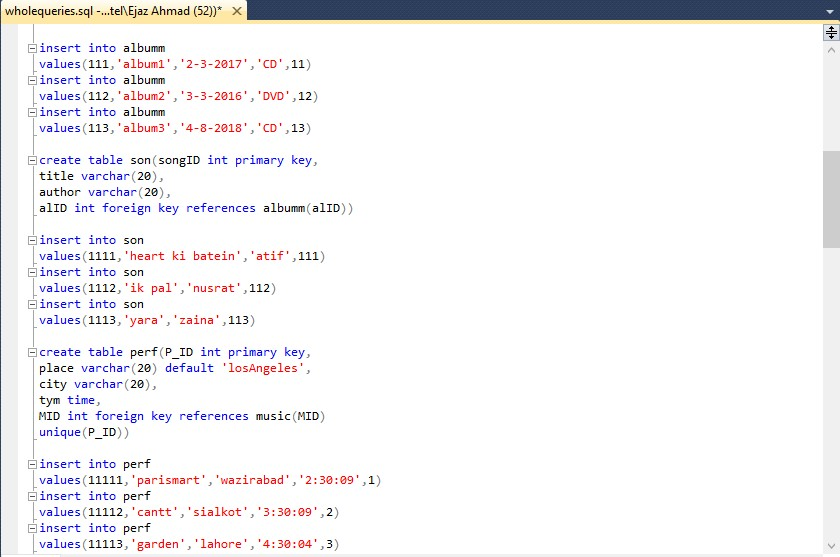 wholequeries.sql -...tel\Ejaz Ahmad (52))*
insert into albumm
values(111,'album1','2-3-2017','CD',11)
insert into albumm
values(112,'album2','3-3-2016','DVD',12)
insert into albumm
values(113,'album3','4-8-2018','CD',13)
create table son(songID int primary key,
title varchar(20),
author varchar(20),
alID int foreign key references albumm(alID))
insert into son
values(1111,'heart ki batein','atif',111)
insert into son
values(1112,'ik pal','nusrat',112)
insert into son
values(1113,'yara','zaina',113)
create table perf(P_ID int primary key,
place varchar(20) default 'losAngeles',
city varchar(20),
tym time,
MID int foreign key references music(MID)
unique(P_ID))
insert into perf
values(11111,'parismart','wazirabad','2:30:09',1)
insert into perf
values(11112,'cantt','sialkot','3:30:09',2)
insert into perf
values(11113,'garden','lahore','4:30:04',3)